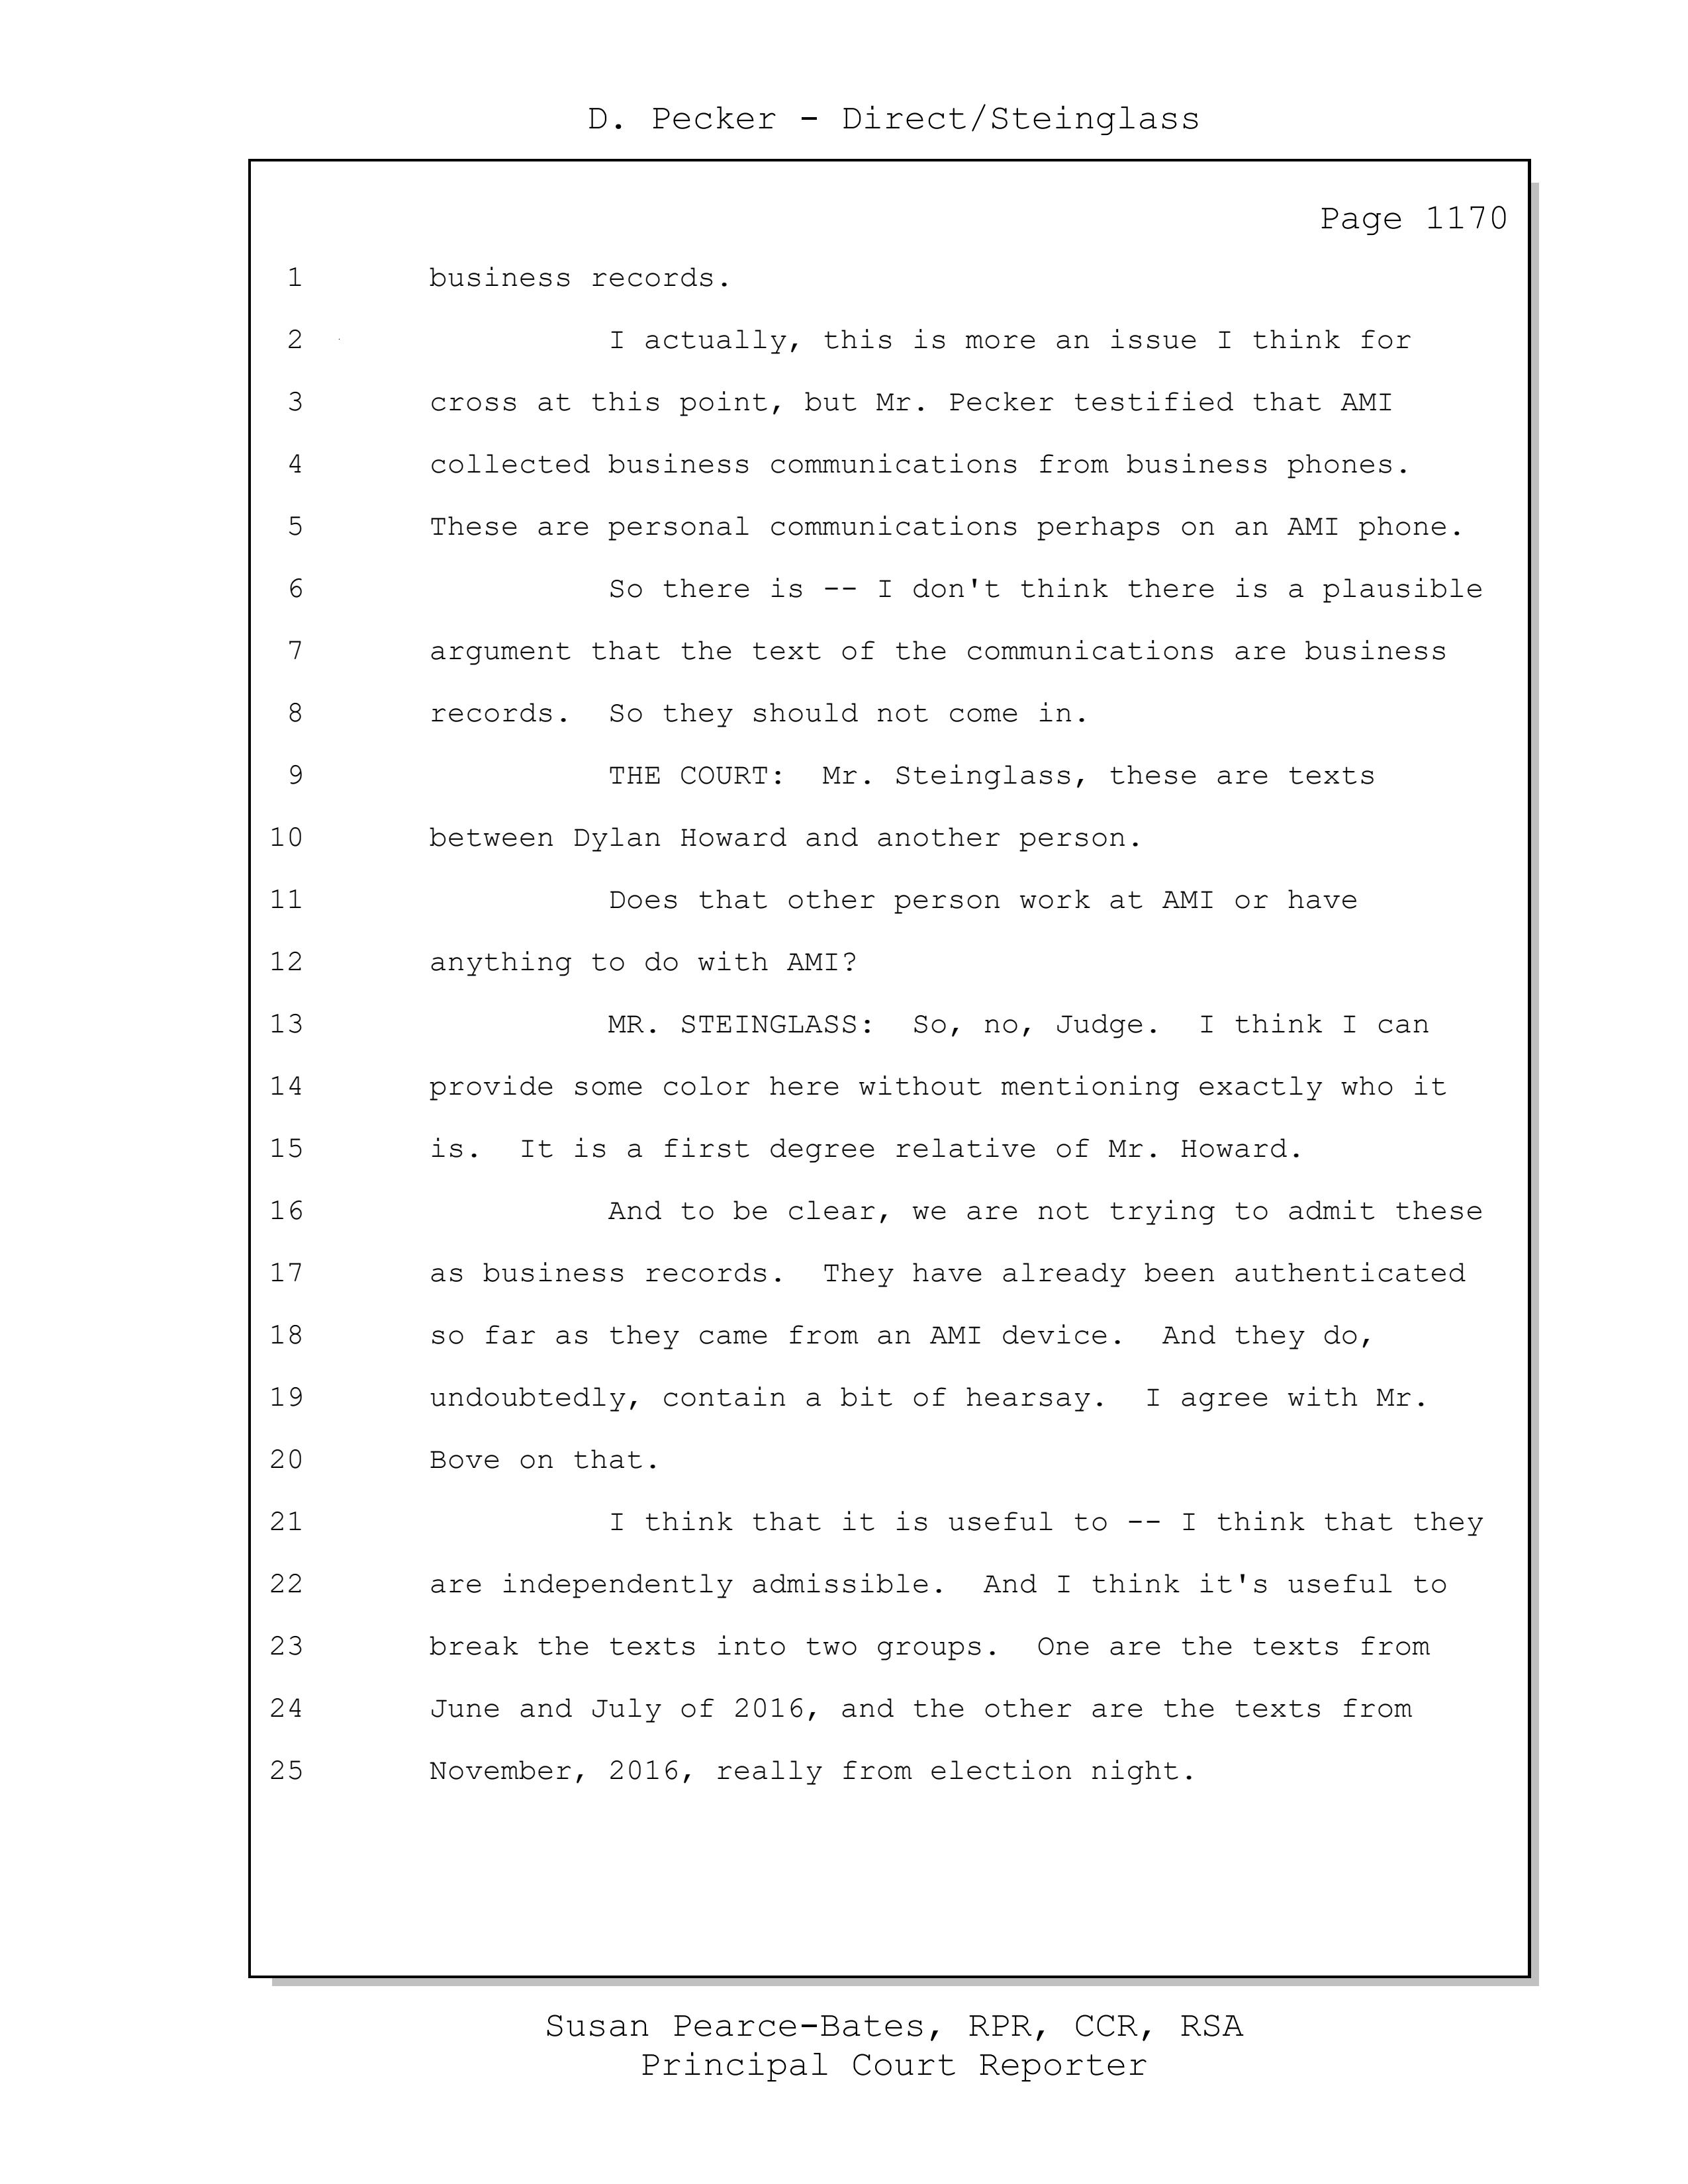 D. Pecker - Direct/Steinglass
Page 1170
1 business records.
2 I actually, this is more an issue I think for
3 cross at this point, but Mr. Pecker testified that AMI
4 collected business communications from business phones.
5 These are personal communications perhaps on an AMI phone.
6 So there is -- I don't think there is a plausible
7 argument that the text of the communications are business
8 records. So they should not come in.
9 THE COURT: Mr. Steinglass, these are texts
10 between Dylan Howard and another person.
11 Does that other person work at AMI or have
12 anything to do with AMI?
13 MR. STEINGLASS: So, no, Judge. I think I can
14 provide some color here without mentioning exactly who it
15 is. It is a first degree relative of Mr. Howard.
16 And to be clear, we are not trying to admit these
17 as business records. They have already been authenticated
18 so far as they came from an AMI device. And they do,
19 undoubtedly, contain a bit of hearsay. I agree with Mr.
20 Bove on that.
21 I think that it is useful to -- I think that they
22 are independently admissible. And I think it's useful to
23 break the texts into two groups. One are the texts from
24 June and July of 2016, and the other are the texts from
25 November, 2016, really from election night.
Susan Pearce-Bates, RPR, CCR, RSA
Principal Court Reporter